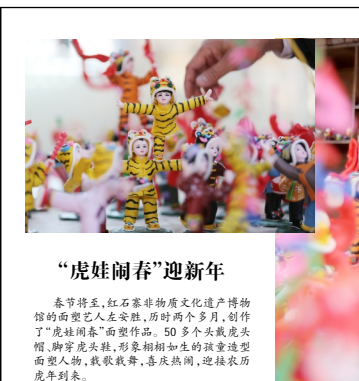 “虎娃闹春”迎新年
春节将至,红石寨非物质文化遗产博物
馆的面塑艺人左安胜,历时两个多月,创作
了“虎娃闹春”面塑作品。50 多个头戴虎头
帽、脚穿虎头鞋,形象栩栩如生的孩童造型
面塑人物,载歌载舞,喜庆热闹,迎接农历
虎年到来。